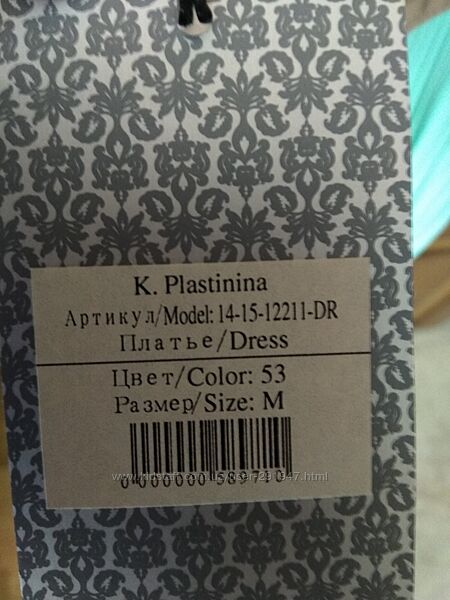 K. Plastinina
Артикул/Model: 14-15-12211-DR
Платье/Dress
Цвет/Color: 53
Размер/Size: M